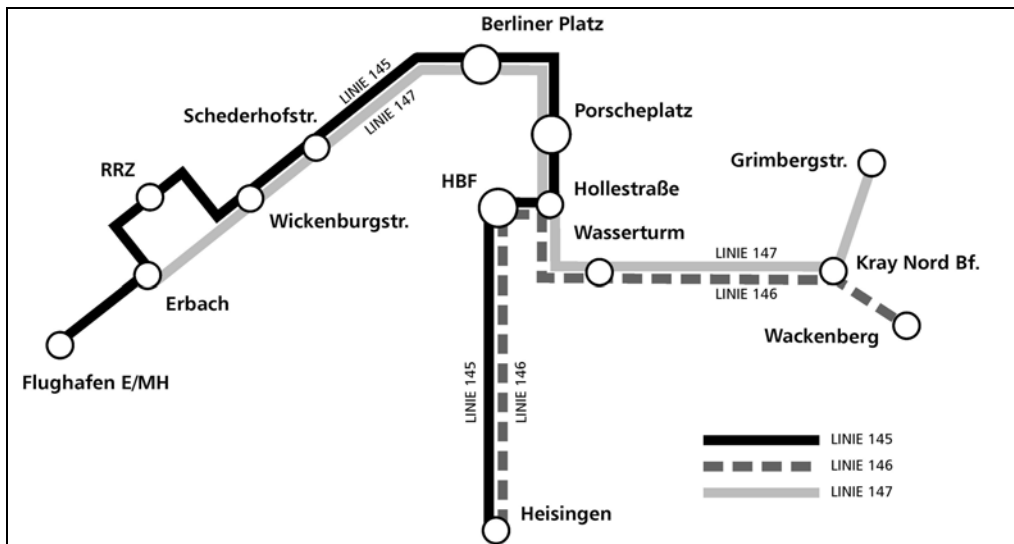 Berliner Platz
LINIE 145
LINIE 147
Schederhofstr.
Porscheplatz
Grimbergstr.
RRZ
HBF
Hollestraße
Wickenburgstr.
Wasserturm
LINIE 147
Kray Nord Bf.
LINIE 146
Erbach
Wackenberg
Flughafen E/MH
LINIE 145
LINIE 146
LINIE 145
LINIE 146
LINIE 147
Heisingen